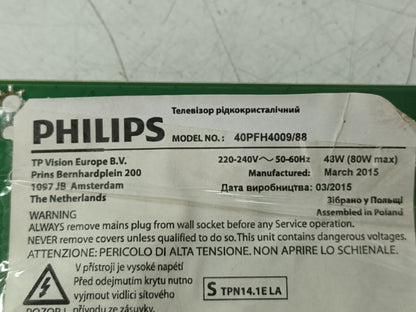 Телевізор рідкокристалічний
PHILIPS MODEL NO.: 40PFH4009/88
TP Vision Europe B.V. 220-240V~50-60Hz 43W (80W max)
Prins Bernhardplein 200 Manufactured: March 2015
1097 JB Amsterdam Дата виробництва: 03/2015
The Netherlands Зібрано у Польщі
WARNING Assembled in Poland
ALWAYS remove mains plug from wall socket before any Service operation.
NEVER remove covers unless qualified to do so.This unit contains dangerous voltages.
ATTENZIONE: PERICOLO DI ALTA TENSIONE. NON APRIRE LO SCHIENALE.
V přístroji je vysoké napětí
Před odejmutím krytu nutno
vyjmout vidlici síťového
přívodu ze zásuvky.
S TPN14.1E LA